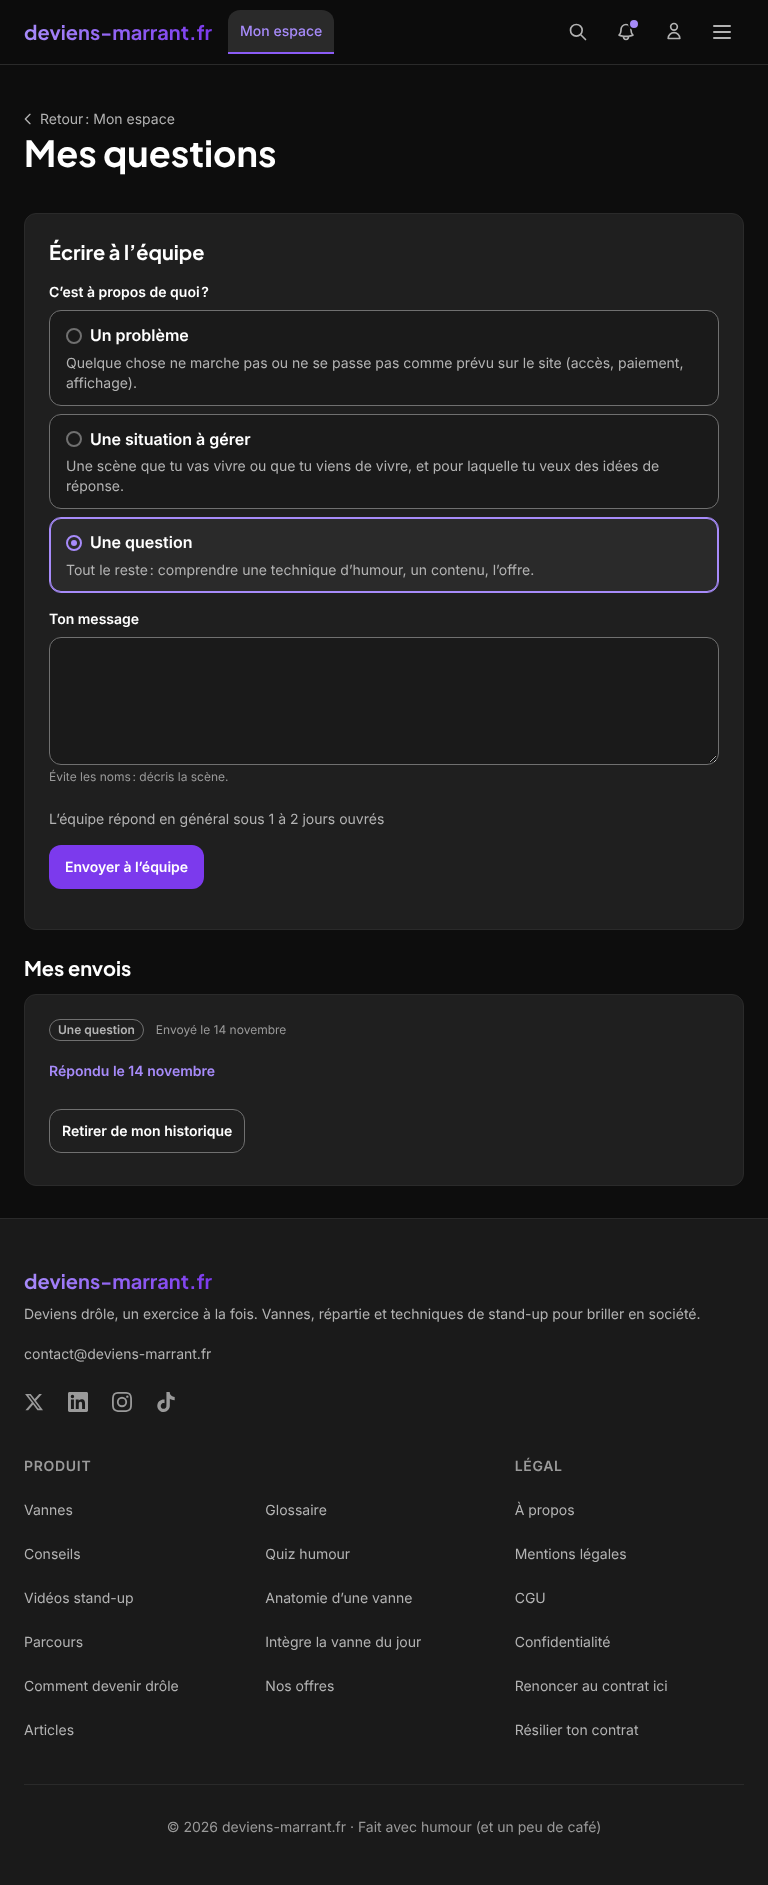 deviens-marrant.fr
Mon espace
Retour : Mon espace
Mes questions
Écrire à l’équipe
C’est à propos de quoi ?
Un problème
Quelque chose ne marche pas ou ne se passe pas comme prévu sur le site (accès, paiement,
affichage).
Une situation à gérer
Une scène que tu vas vivre ou que tu viens de vivre, et pour laquelle tu veux des idées de
réponse.
Une question
Tout le reste : comprendre une technique d’humour, un contenu, l’offre.
Ton message
Évite les noms : décris la scène.
L’équipe répond en général sous 1 à 2 jours ouvrés
Envoyer à l’équipe
Mes envois
Une question
Envoyé le 14 novembre
Répondu le 14 novembre
Retirer de mon historique
deviens-marrant.fr
Deviens drôle, un exercice à la fois. Vannes, répartie et techniques de stand-up pour briller en société.
contact@deviens-marrant.fr
PRODUIT
Vannes
Conseils
Vidéos stand-up
Parcours
Comment devenir drôle
Articles
Glossaire
Quiz humour
Anatomie d’une vanne
Intègre la vanne du jour
Nos offres
LÉGAL
À propos
Mentions légales
CGU
Confidentialité
Renoncer au contrat ici
Résilier ton contrat
© 2026 deviens-marrant.fr · Fait avec humour (et un peu de café)